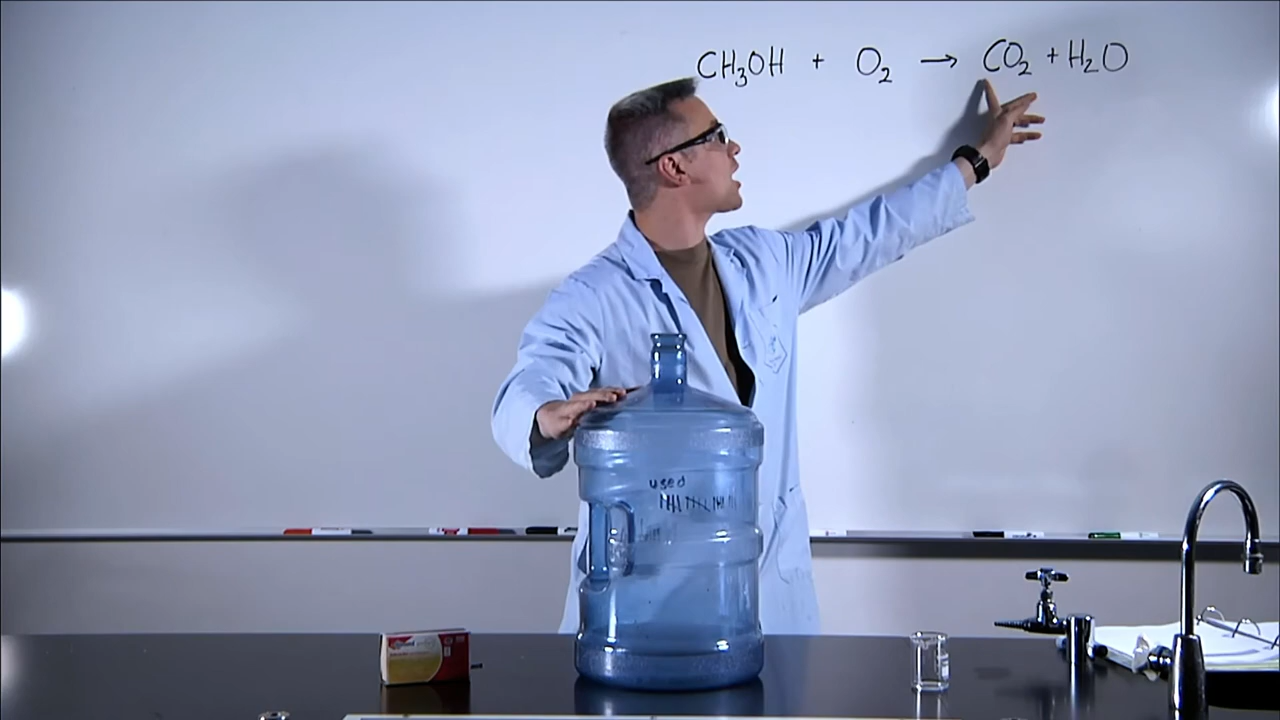 CH₃OH + O₂ → CO₂ + H₂O
used